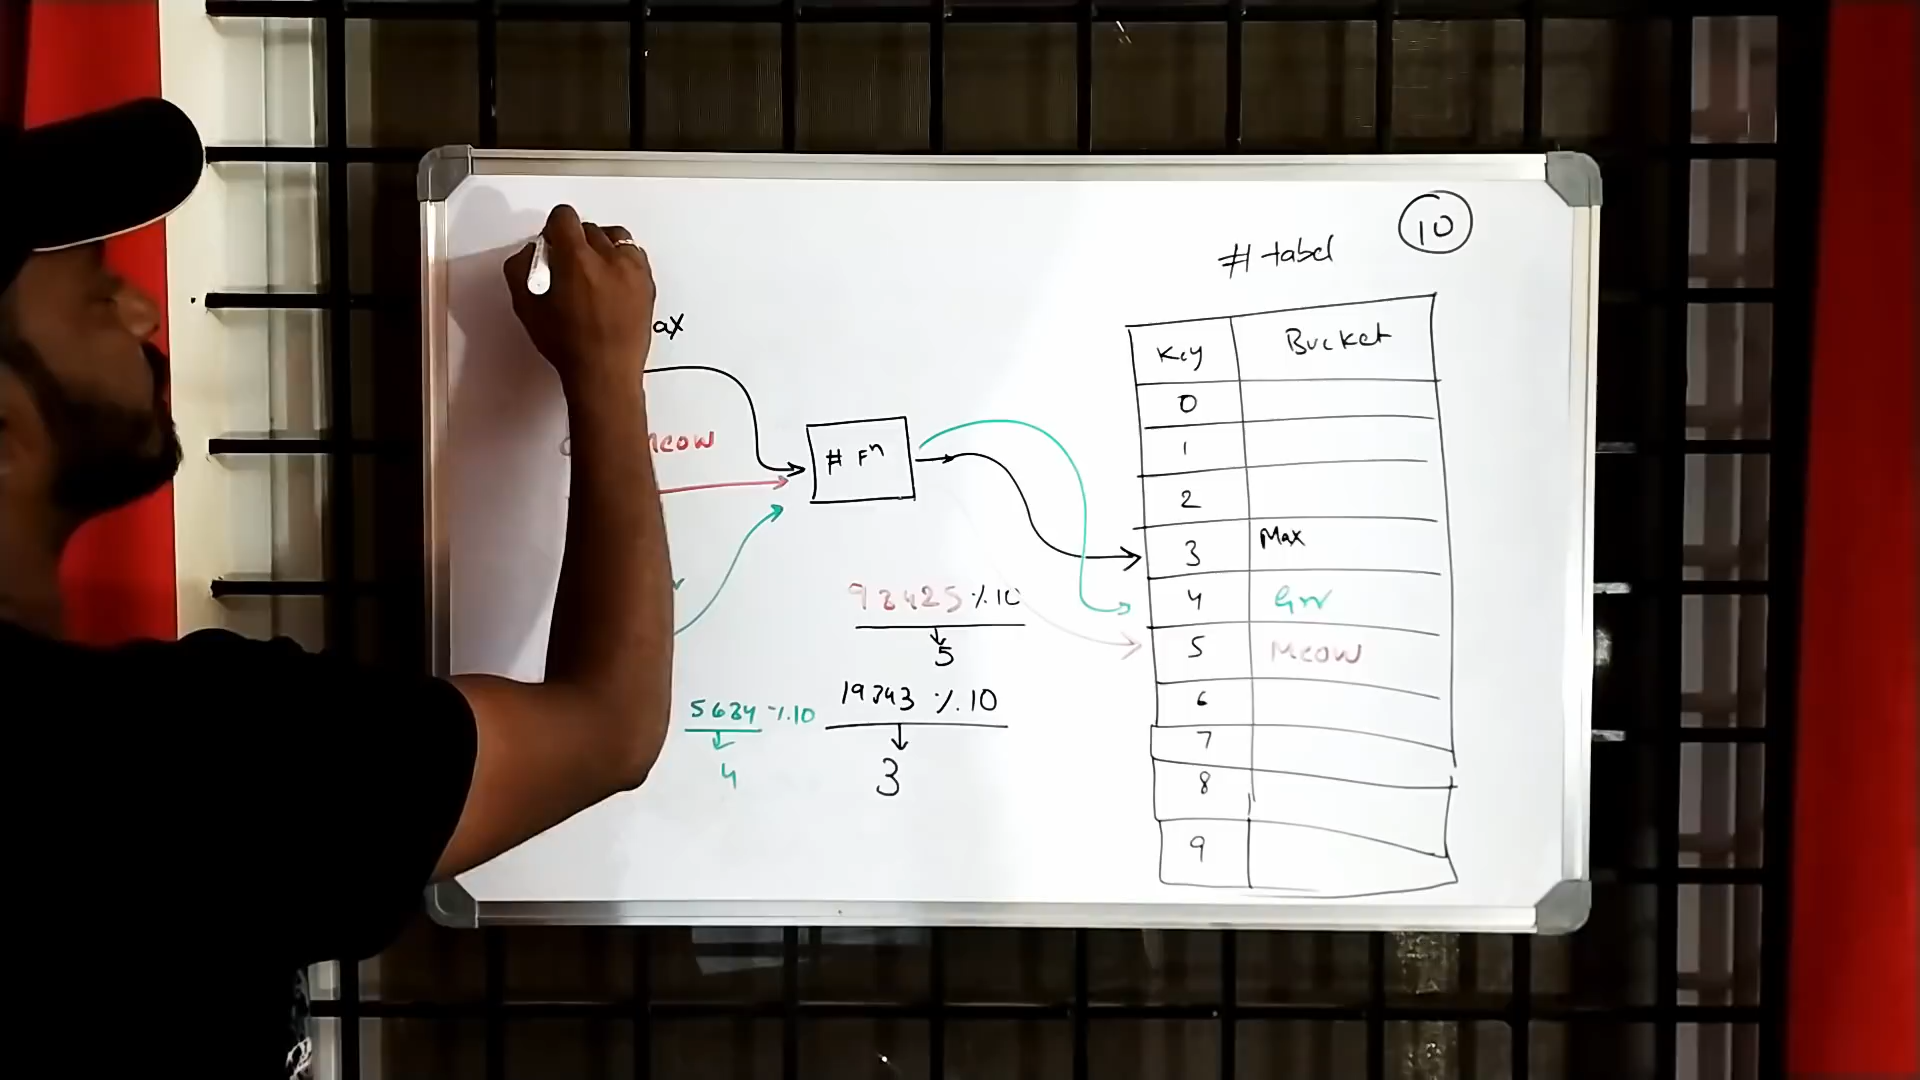 10
# tabel
ax
Key Bucket
0
1
2
3 Max
4 Grr
5 Meow
6
7
8
9
eow
# Fⁿ
92425 % 10
5
19343 % 10
3
5634 % 10
4